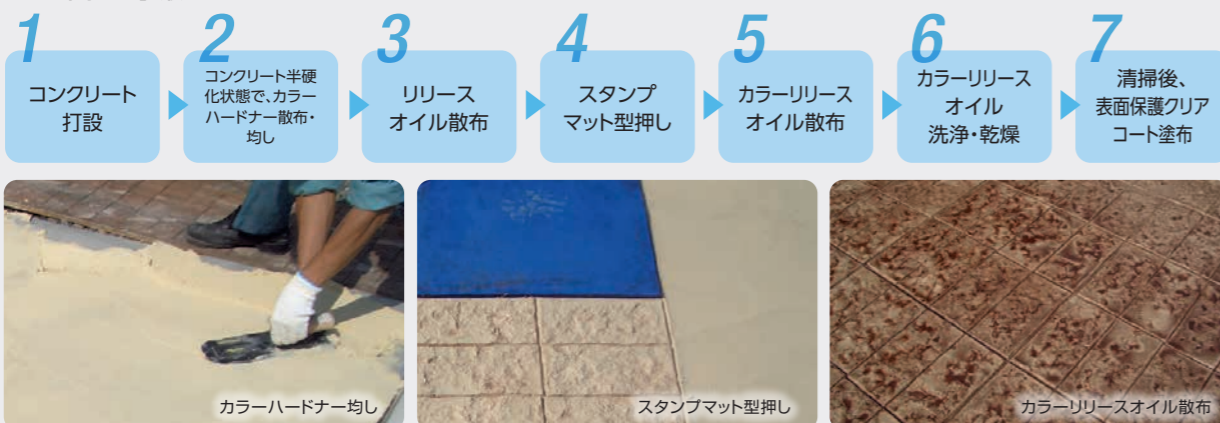 1
コンクリート
打設
2
コンクリート半硬
化状態で、カラー
ハードナー散布・
均し
3
リリース
オイル散布
4
スタンプ
マット型押し
5
カラーリリース
オイル散布
6
カラーリリース
オイル
洗浄・乾燥
7
清掃後、
表面保護クリア
コート塗布
カラーハードナー均し
スタンプマット型押し
カラーリリースオイル散布